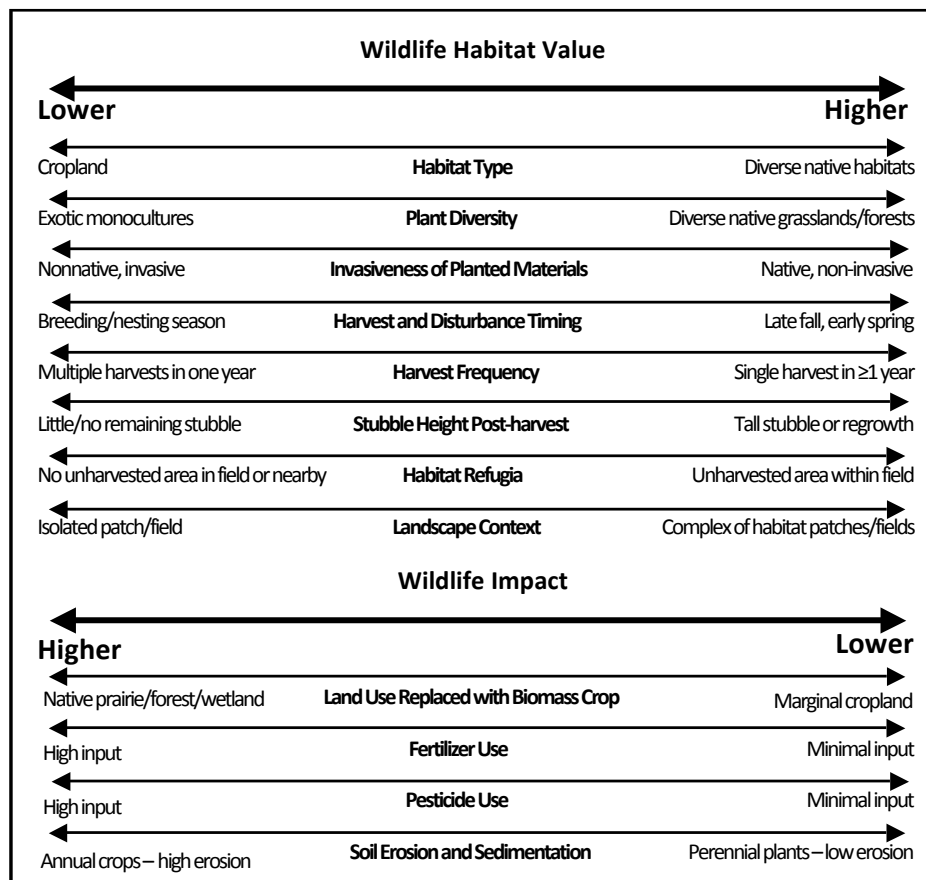 Wildlife Habitat Value
Lower Higher
Cropland Habitat Type Diverse native habitats
Exotic monocultures Plant Diversity Diverse native grasslands/forests
Nonnative, invasive Invasiveness of Planted Materials Native, non-invasive
Breeding/nesting season Harvest and Disturbance Timing Late fall, early spring
Multiple harvests in one year Harvest Frequency Single harvest in ≥1 year
Little/no remaining stubble Stubble Height Post-harvest Tall stubble or regrowth
No unharvested area in field or nearby Habitat Refugia Unharvested area within field
Isolated patch/field Landscape Context Complex of habitat patches/fields
Wildlife Impact
Higher Lower
Native prairie/forest/wetland Land Use Replaced with Biomass Crop Marginal cropland
High input Fertilizer Use Minimal input
High input Pesticide Use Minimal input
Annual crops – high erosion Soil Erosion and Sedimentation Perennial plants – low erosion